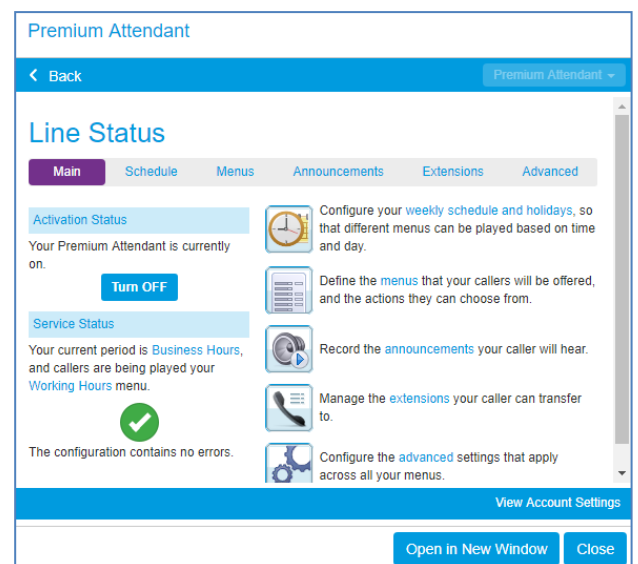 Premium Attendant
Back
Premium Attendant
Line Status
Main
Schedule
Menus
Announcements
Extensions
Advanced
Activation Status
Your Premium Attendant is currently
on.
Turn OFF
Service Status
Your current period is Business Hours,
and callers are being played your
Working Hours menu.
The configuration contains no errors.
Configure your weekly schedule and holidays, so
that different menus can be played based on time
and day.
Define the menus that your callers will be offered,
and the actions they can choose from.
Record the announcements your caller will hear.
Manage the extensions your caller can transfer
to.
Configure the advanced settings that apply
across all your menus.
View Account Settings
Open in New Window
Close